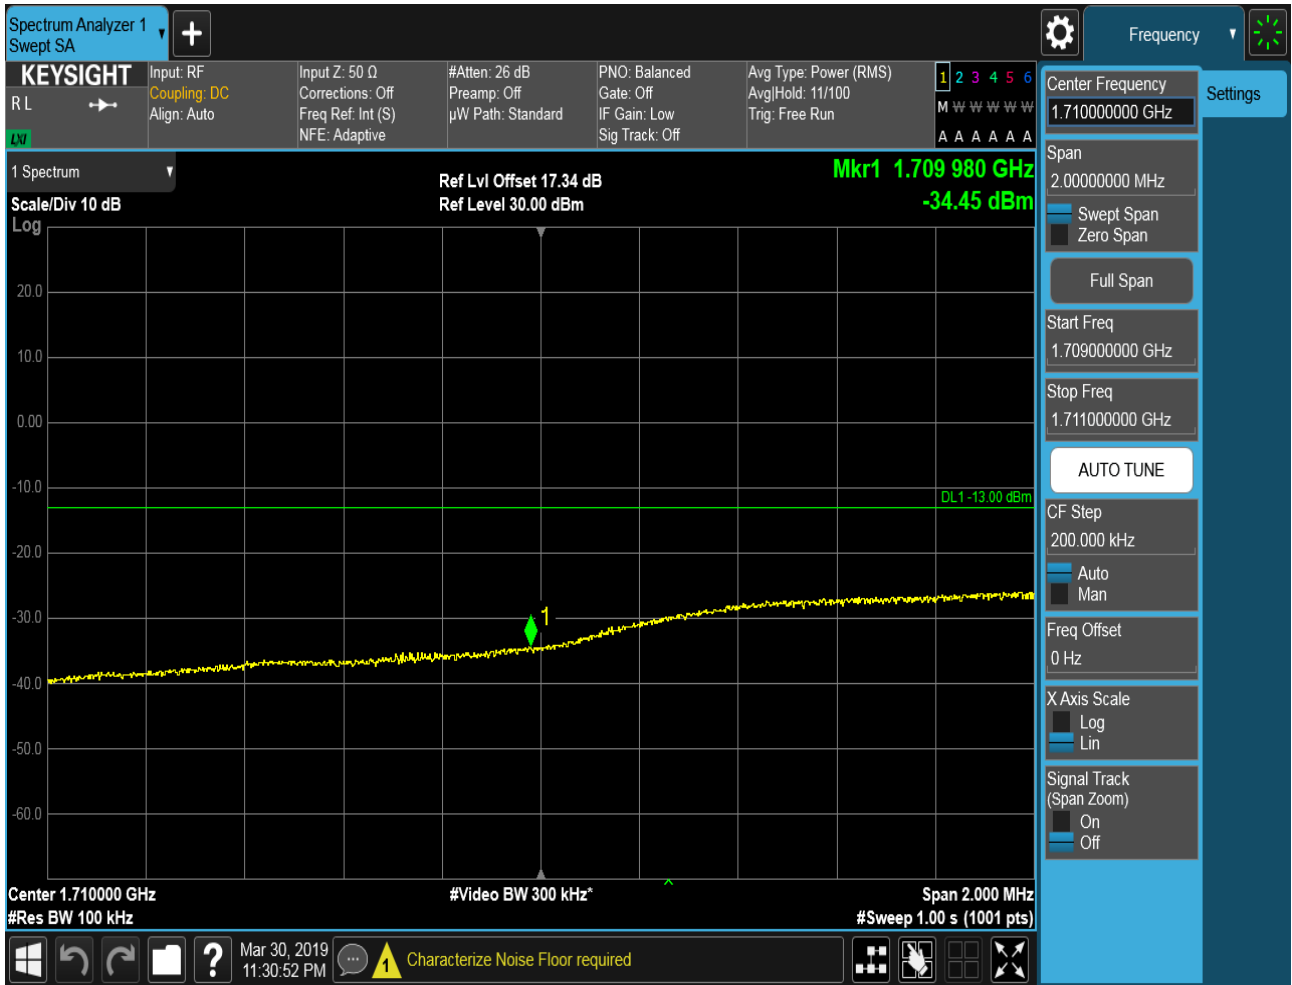 Spectrum Analyzer 1
Swept SA
Frequency
KEYSIGHT
R L
LXI
Input: RF
Coupling: DC
Align: Auto
Input Z: 50 Ω
Corrections: Off
Freq Ref: Int (S)
NFE: Adaptive
#Atten: 26 dB
Preamp: Off
µW Path: Standard
PNO: Balanced
Gate: Off
IF Gain: Low
Sig Track: Off
Avg Type: Power (RMS)
Avg|Hold: 11/100
Trig: Free Run
1 2 3 4 5 6
M W W W W W
A A A A A A
1 Spectrum
Scale/Div 10 dB
Log
Ref Lvl Offset 17.34 dB
Ref Level 30.00 dBm
Mkr1 1.709 980 GHz
-34.45 dBm
20.0
10.0
0.00
-10.0
DL1 -13.00 dBm
-20.0
-30.0
1
-40.0
-50.0
-60.0
Center 1.710000 GHz
#Res BW 100 kHz
#Video BW 300 kHz*
Span 2.000 MHz
#Sweep 1.00 s (1001 pts)
?
Mar 30, 2019
11:30:52 PM
1
Characterize Noise Floor required
Center Frequency
1.710000000 GHz
Settings
Span
2.00000000 MHz
Swept Span
Zero Span
Full Span
Start Freq
1.709000000 GHz
Stop Freq
1.711000000 GHz
AUTO TUNE
CF Step
200.000 kHz
Auto
Man
Freq Offset
0 Hz
X Axis Scale
Log
Lin
Signal Track
(Span Zoom)
On
Off